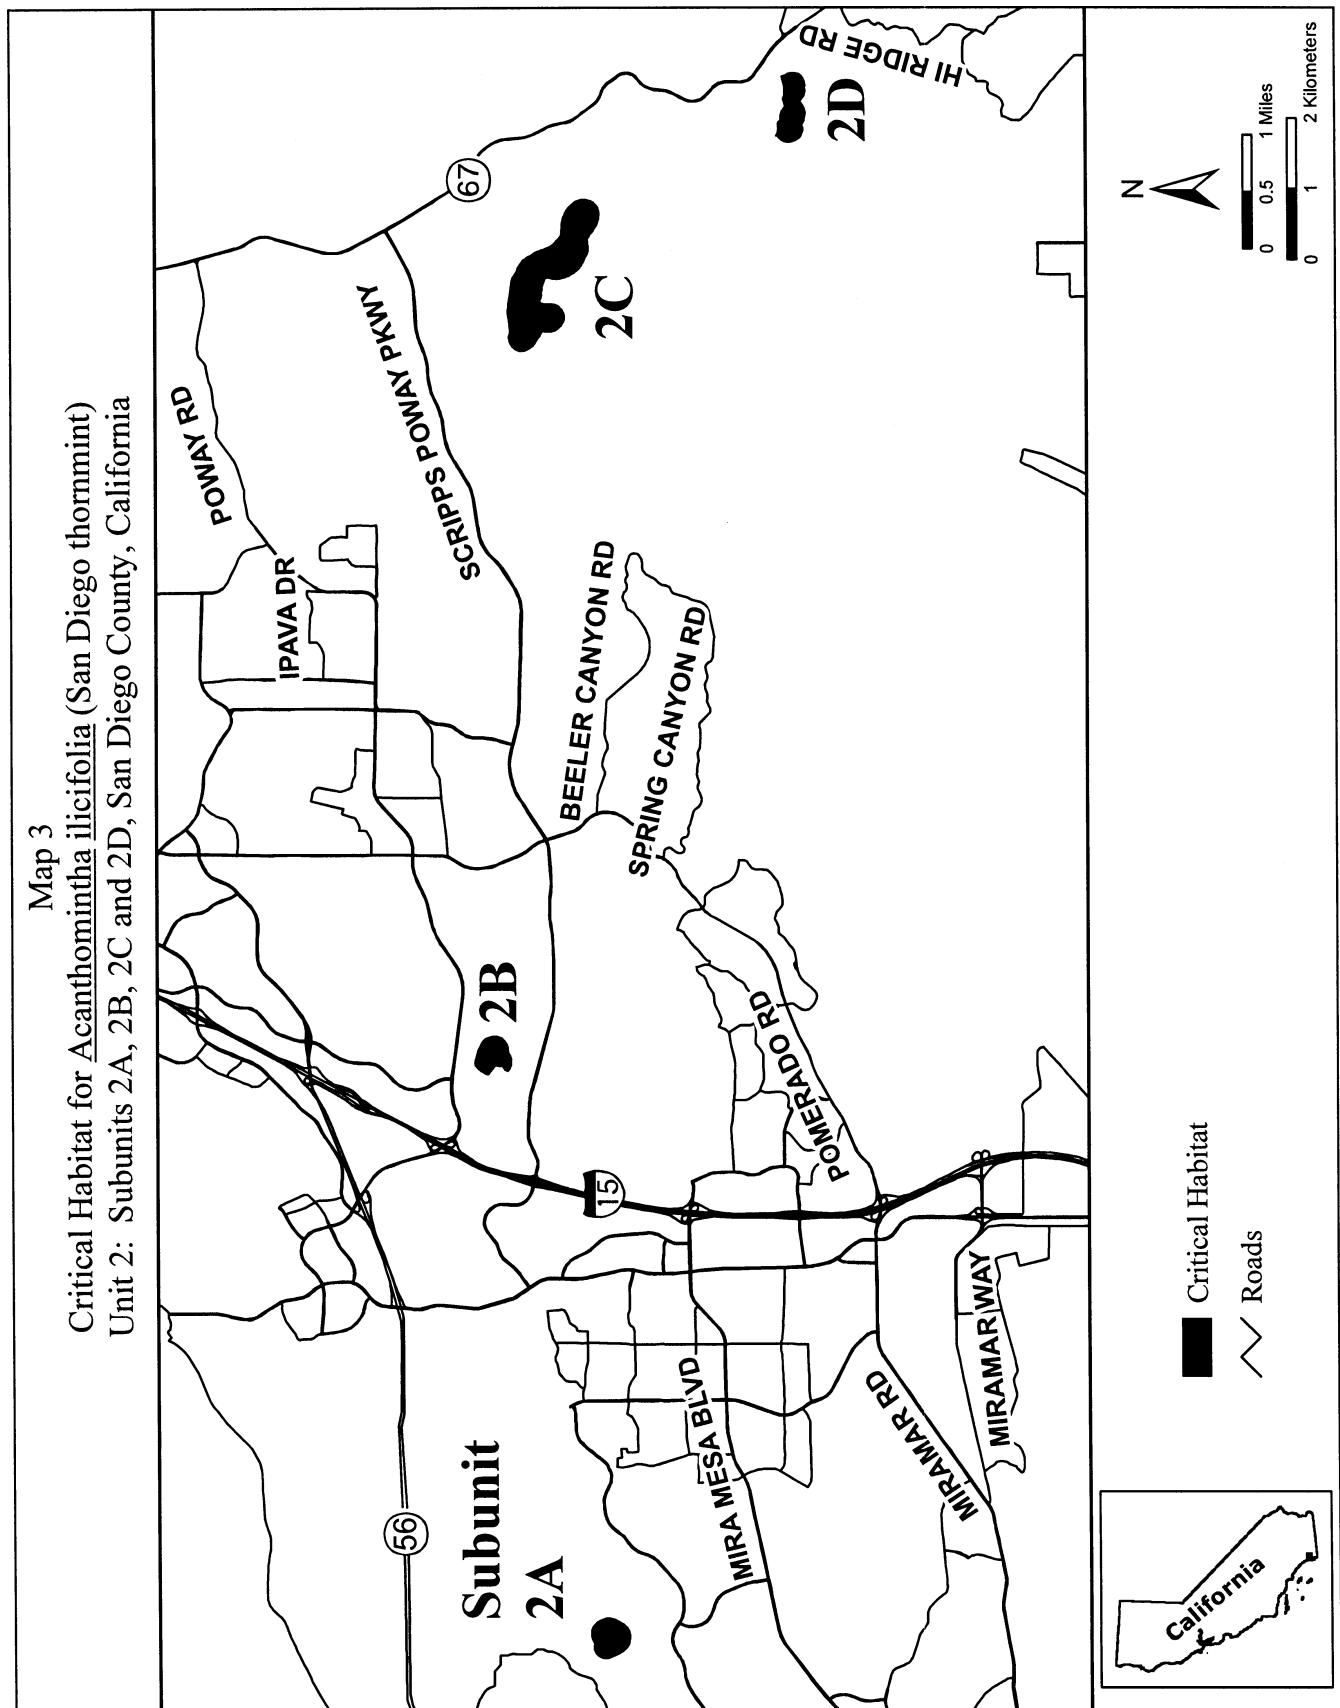 Map 3
Critical Habitat for Acanthomintha ilicifolia (San Diego thornmint)
Unit 2: Subunits 2A, 2B, 2C and 2D, San Diego County, California
POWAY RD
IPAVA DR
SCRIPPS POWAY PKWY
67
HI RIDGE RD
56
Subunit
2A
2B
2C
2D
BEELER CANYON RD
SPRING CANYON RD
15
MIRA MESA BLVD
POMERADO RD
MIRAMAR RD
MIRAMAR WAY
California
Critical Habitat
Roads
N
0 0.5 1 Miles
0 1 2 Kilometers